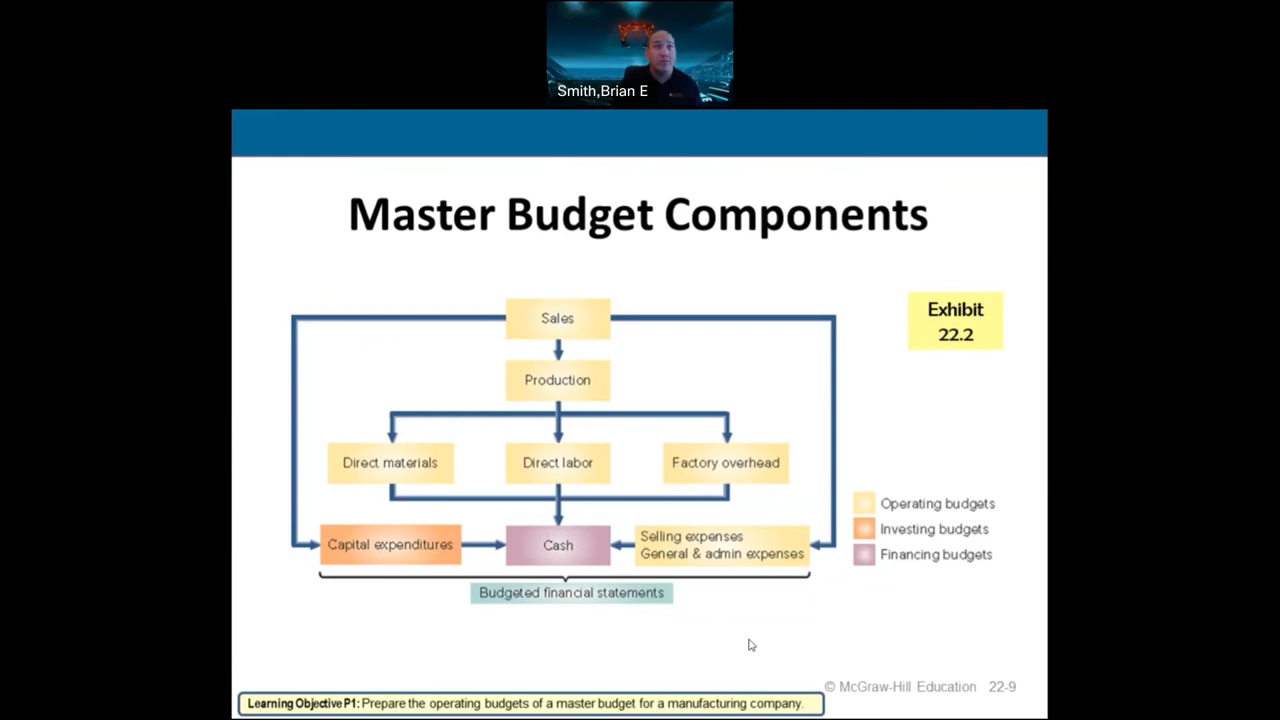 Smith,Brian E
Master Budget Components
Exhibit
22.2
Sales
Production
Direct materials
Direct labor
Factory overhead
Capital expenditures
Cash
Selling expenses
General & admin expenses
Operating budgets
Investing budgets
Financing budgets
Budgeted financial statements
© McGraw-Hill Education 22-9
Learning Objective P1: Prepare the operating budgets of a master budget for a manufacturing company.